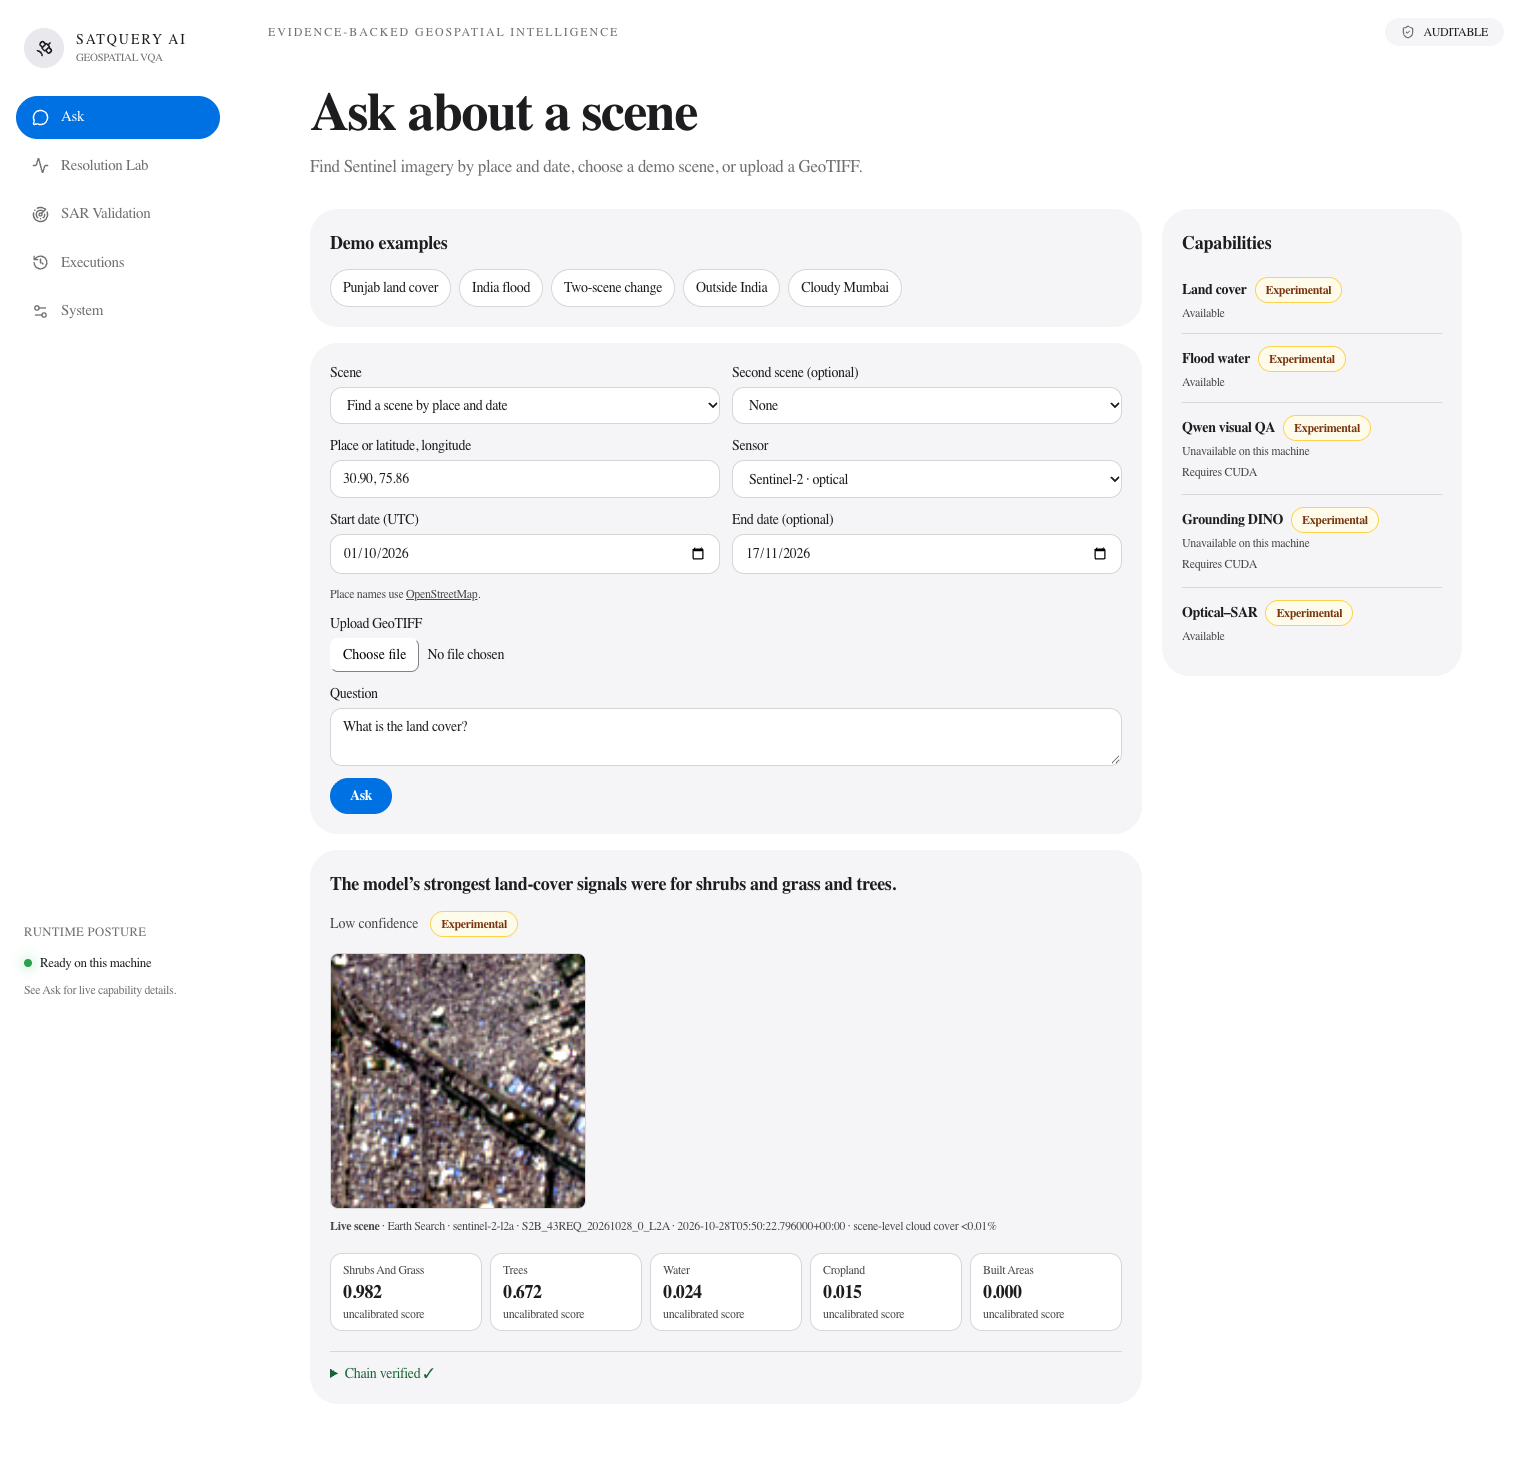 SATQUERY AI
GEOSPATIAL VQA
Ask
Resolution Lab
SAR Validation
Executions
System
RUNTIME POSTURE
Ready on this machine
See Ask for live capability details.
EVIDENCE-BACKED GEOSPATIAL INTELLIGENCE
AUDITABLE
Ask about a scene
Find Sentinel imagery by place and date, choose a demo scene, or upload a GeoTIFF.
Demo examples
Punjab land cover
India flood
Two-scene change
Outside India
Cloudy Mumbai
Scene
Find a scene by place and date
Second scene (optional)
None
Place or latitude, longitude
30.90, 75.86
Sensor
Sentinel-2 · optical
Start date (UTC)
01/10/2026
End date (optional)
17/11/2026
Place names use OpenStreetMap.
Upload GeoTIFF
Choose file No file chosen
Question
What is the land cover?
Ask
The model’s strongest land-cover signals were for shrubs and grass and trees.
Low confidence Experimental
Live scene · Earth Search · sentinel-2-l2a · S2B_43REQ_20261028_0_L2A · 2026-10-28T05:50:22.796000+00:00 · scene-level cloud cover <0.01%
Shrubs And Grass
0.982
uncalibrated score
Trees
0.672
uncalibrated score
Water
0.024
uncalibrated score
Cropland
0.015
uncalibrated score
Built Areas
0.000
uncalibrated score
Chain verified ✓
Capabilities
Land cover Experimental
Available
Flood water Experimental
Available
Qwen visual QA Experimental
Unavailable on this machine
Requires CUDA
Grounding DINO Experimental
Unavailable on this machine
Requires CUDA
Optical–SAR Experimental
Available